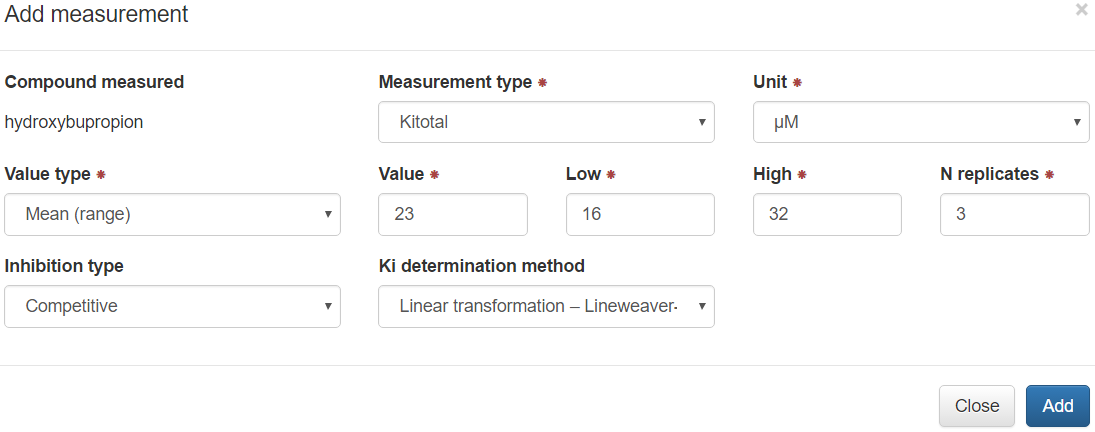 Add measurement ×
Compound measured Measurement type * Unit *
hydroxybupropion Kitotal µM
Value type * Value * Low * High * N replicates *
Mean (range) 23 16 32 3
Inhibition type Ki determination method
Competitive Linear transformation – Lineweaver-
Close Add